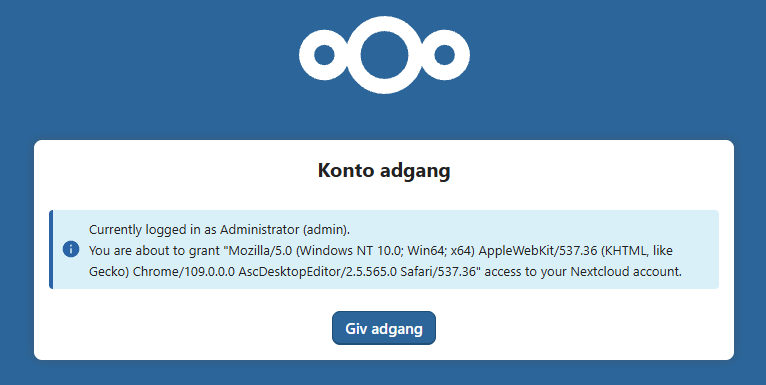 Konto adgang
Currently logged in as Administrator (admin).
You are about to grant "Mozilla/5.0 (Windows NT 10.0; Win64; x64) AppleWebKit/537.36 (KHTML, like
Gecko) Chrome/109.0.0.0 AscDesktopEditor/2.5.565.0 Safari/537.36" access to your Nextcloud account.
Giv adgang